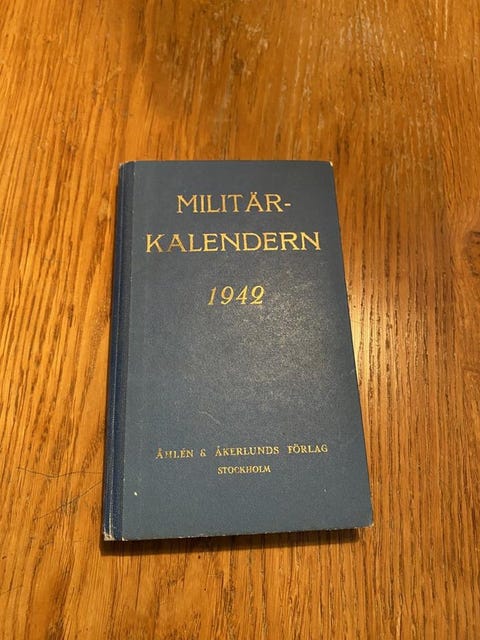 MILITÄR-
KALENDERN
1942
ÅHLÉN & ÅKERLUNDS FÖRLAG
STOCKHOLM